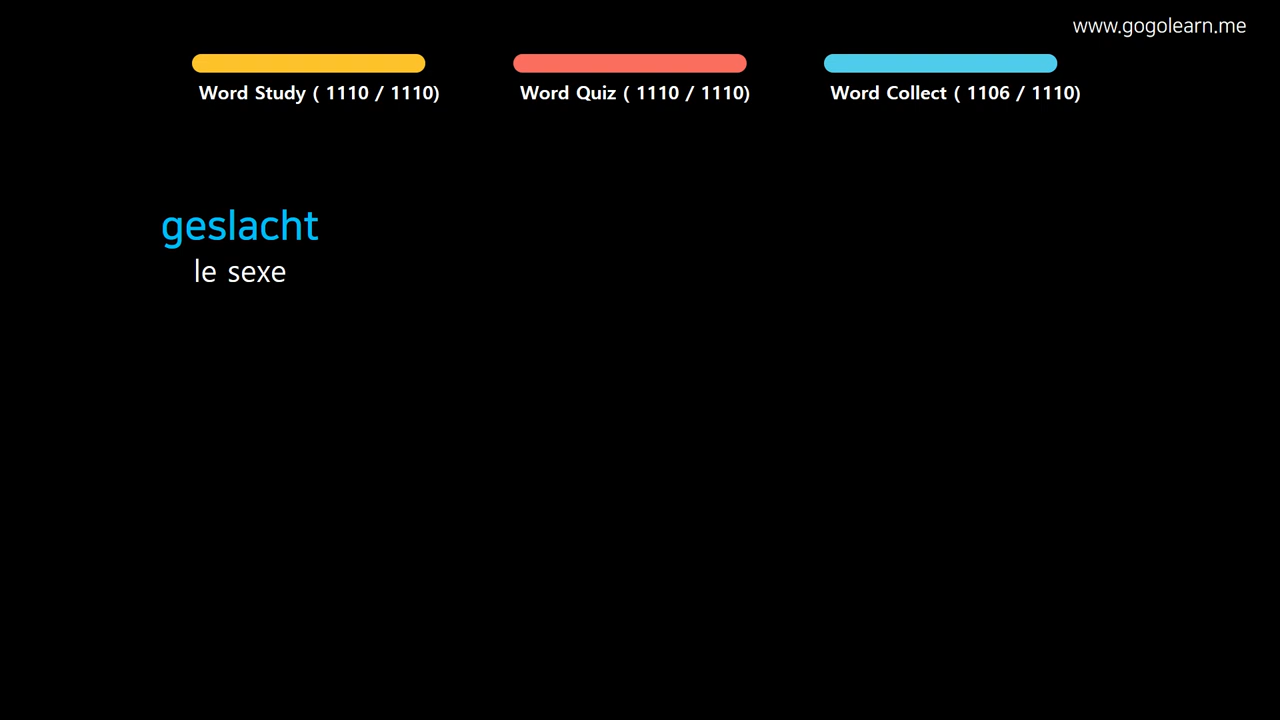 www.gogolearn.me
Word Study ( 1110 / 1110)
Word Quiz ( 1110 / 1110)
Word Collect ( 1106 / 1110)
geslacht
le sexe